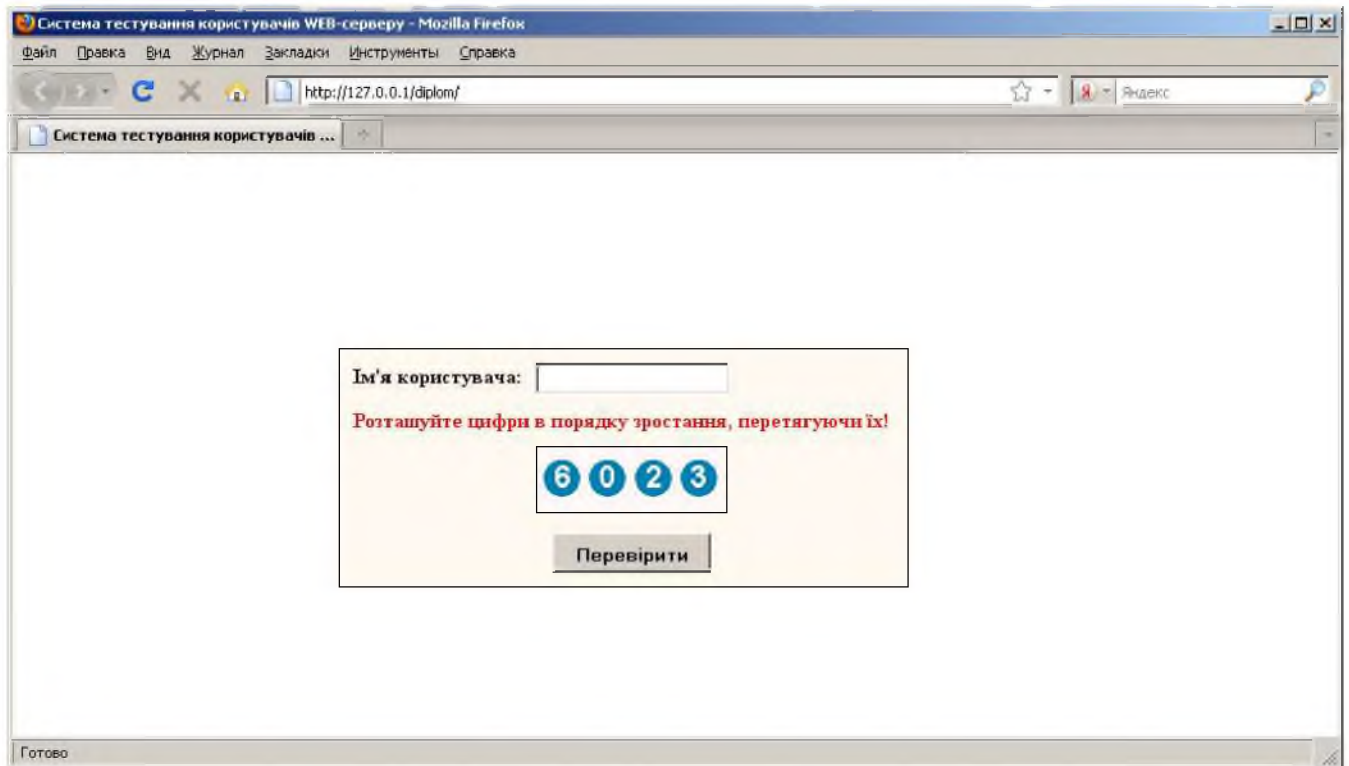 Система тестування користувачів WEB-серверу - Mozilla Firefox
Файл Правка Вид Журнал Закладки Инструменты Справка
http://127.0.0.1/diplom/ Я Яндекс
Система тестування користувачів ...
Ім'я користувача:
Розташуйте цифри в порядку зростання, перетягуючи їх!
6 0 2 3
Перевірити
Готово